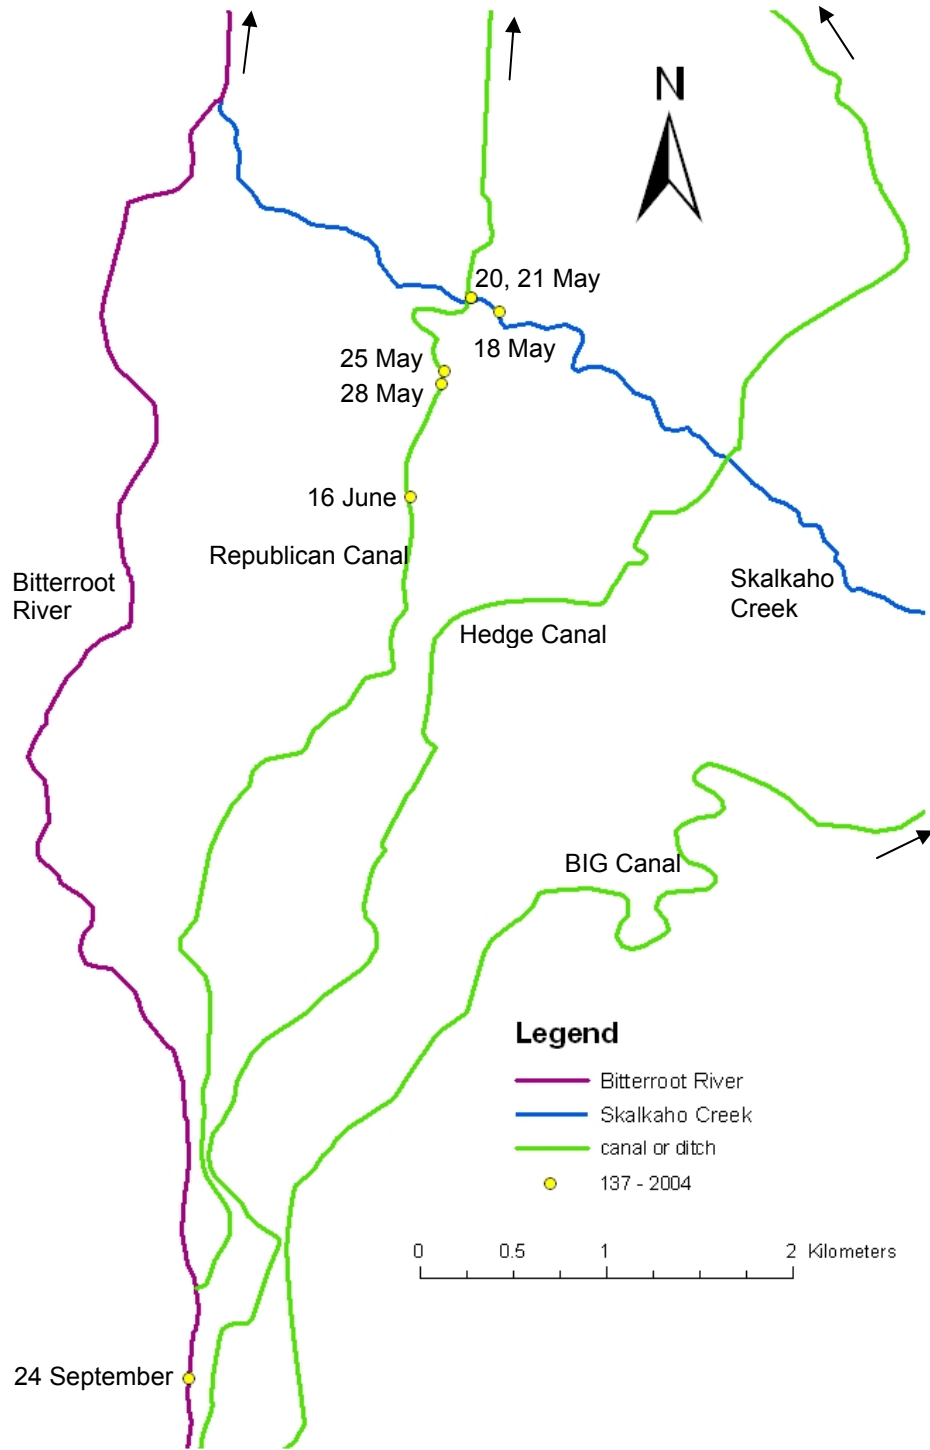 N
20, 21 May
18 May
25 May
28 May
16 June
Republican Canal
Bitterroot
River
Skalkaho
Creek
Hedge Canal
BIG Canal
Legend
Bitterroot River
Skalkaho Creek
canal or ditch
137 - 2004
0 0.5 1 2 Kilometers
24 September